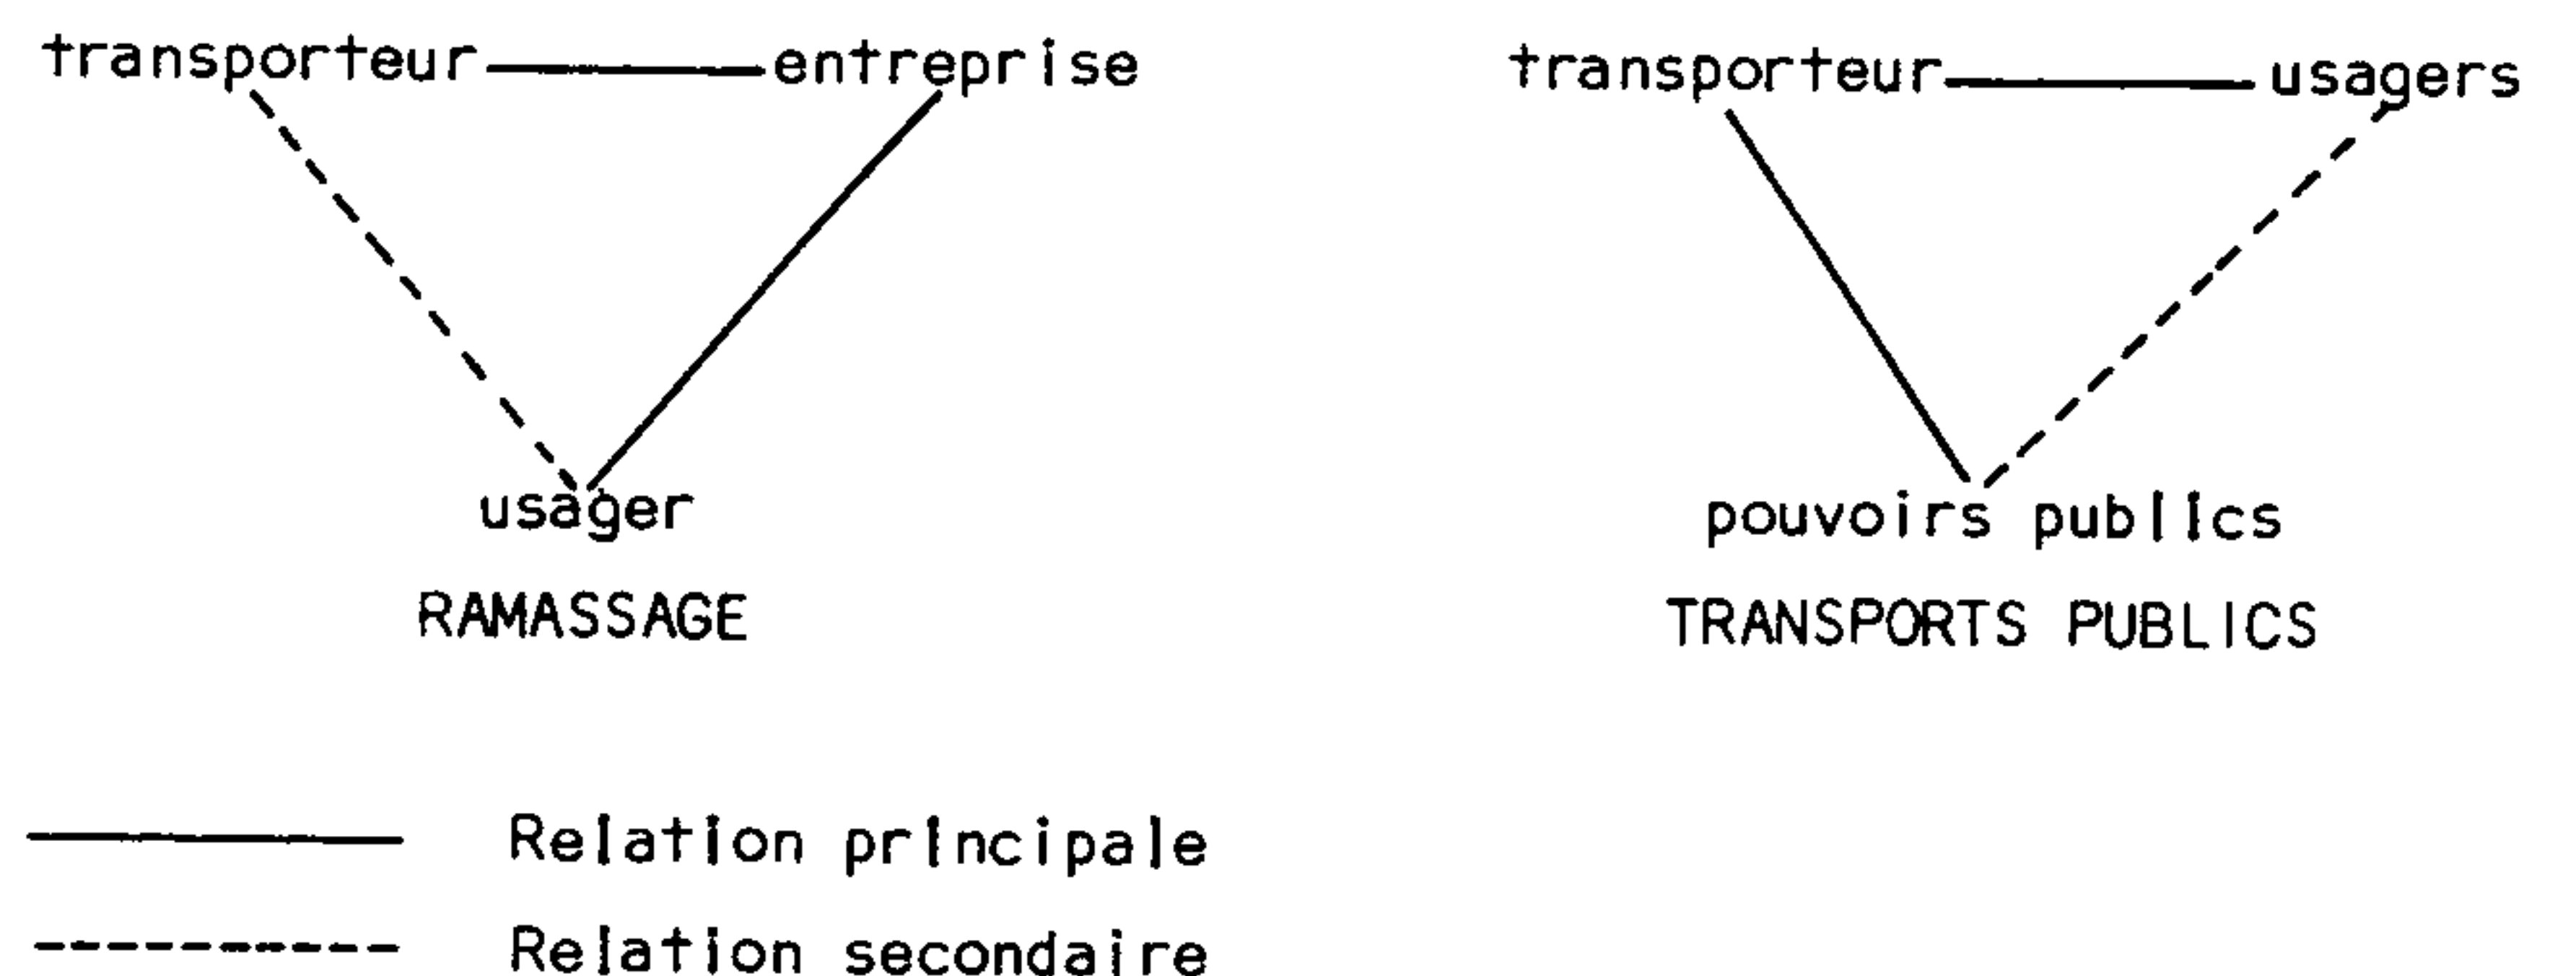 transporteur entreprise
usager
RAMASSAGE
transporteur usagers
pouvoirs publics
TRANSPORTS PUBLICS
Relation principale
Relation secondaire